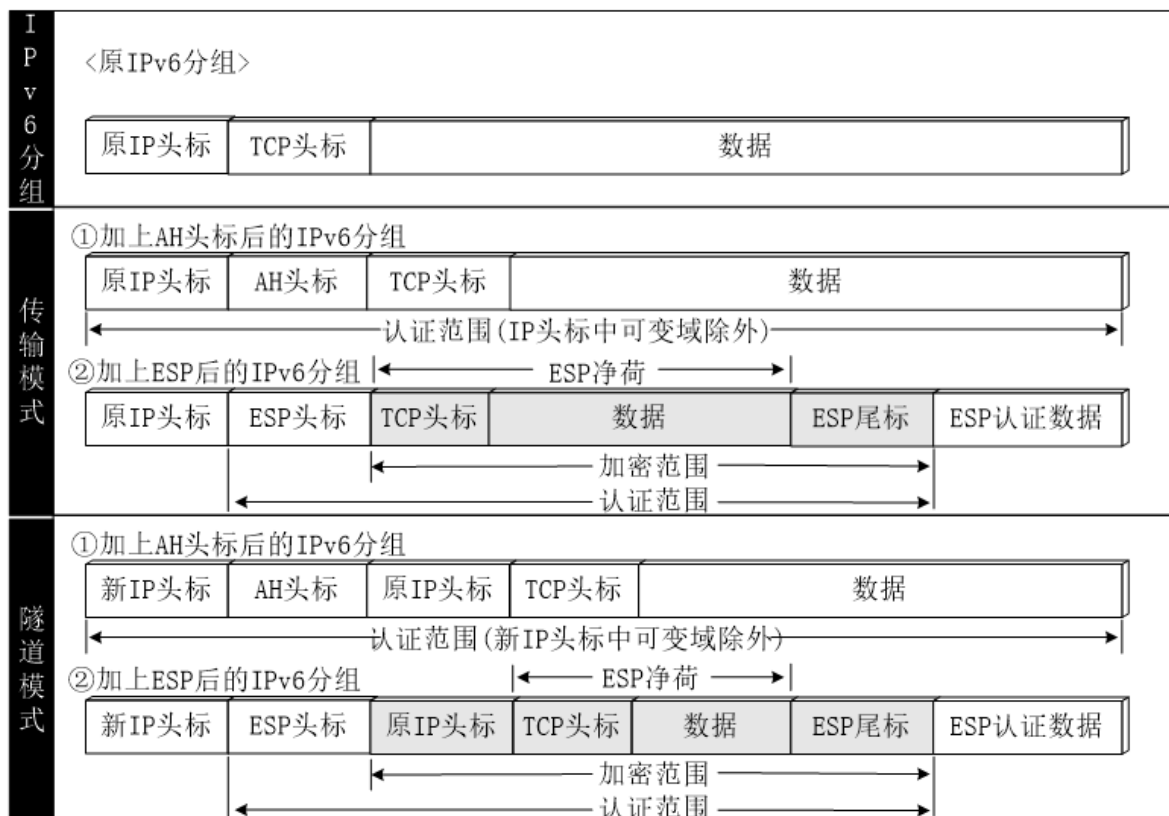 IPv6分组
<原IPv6分组>
原IP头标 TCP头标 数据
传输模式
①加上AH头标后的IPv6分组
原IP头标 AH头标 TCP头标 数据
认证范围(IP头标中可变域除外)
②加上ESP后的IPv6分组 ESP净荷
原IP头标 ESP头标 TCP头标 数据 ESP尾标 ESP认证数据
加密范围
认证范围
隧道模式
①加上AH头标后的IPv6分组
新IP头标 AH头标 原IP头标 TCP头标 数据
认证范围(新IP头标中可变域除外)
②加上ESP后的IPv6分组 ESP净荷
新IP头标 ESP头标 原IP头标 TCP头标 数据 ESP尾标 ESP认证数据
加密范围
认证范围